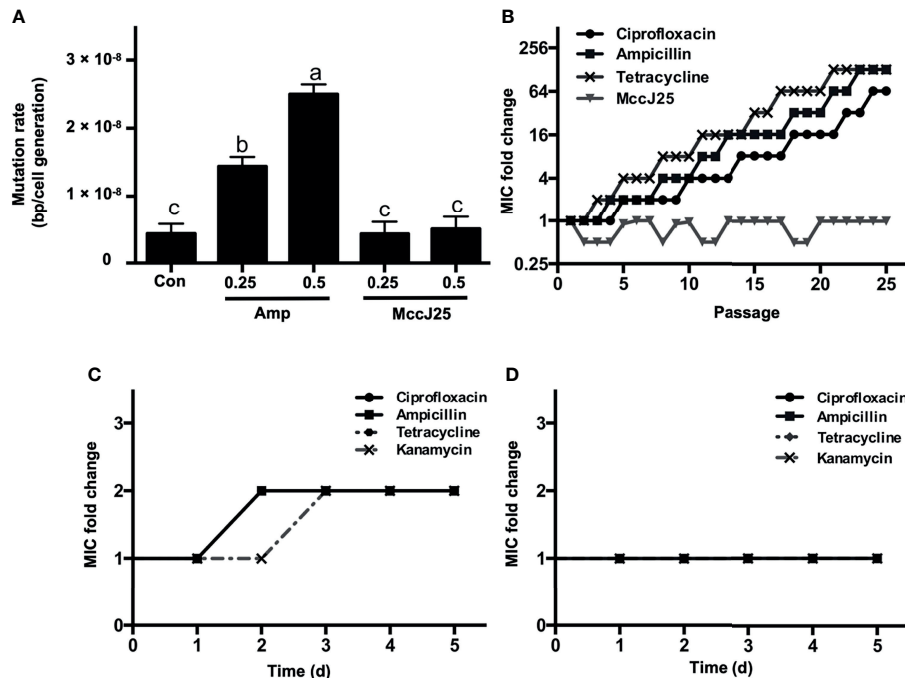 A
Mutation rate
(bp/cell generation)
3 × 10⁻⁸
2 × 10⁻⁸
1 × 10⁻⁸
0
c
b
a
c
c
Con
0.25
0.5
0.25
0.5
Amp
MccJ25
B
MIC fold change
256
64
16
4
1
0.25
Ciprofloxacin
Ampicillin
Tetracycline
MccJ25
0 5 10 15 20 25
Passage
C
MIC fold change
3
2
1
0
Ciprofloxacin
Ampicillin
Tetracycline
Kanamycin
0 1 2 3 4 5
Time (d)
D
MIC fold change
3
2
1
0
Ciprofloxacin
Ampicillin
Tetracycline
Kanamycin
0 1 2 3 4 5
Time (d)